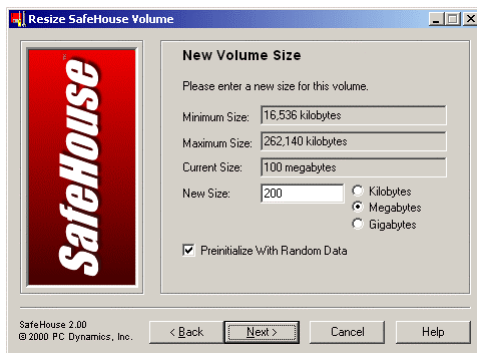 Resize SafeHouse Volume
SafeHouse
New Volume Size
Please enter a new size for this volume.
Minimum Size: 16,536 kilobytes
Maximum Size: 262,140 kilobytes
Current Size: 100 megabytes
New Size: 200
Kilobytes
Megabytes
Gigabytes
Preinitialize With Random Data
SafeHouse 2.00
© 2000 PC Dynamics, Inc.
< Back Next > Cancel Help